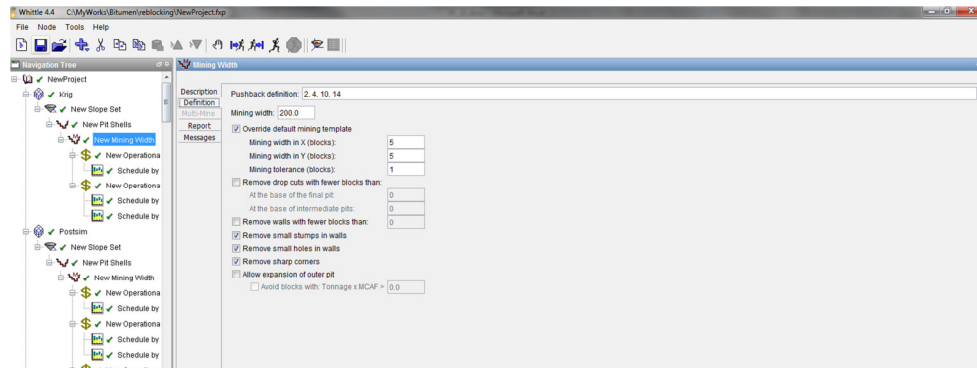 Whittle 4.4 C:\MyWorks\Bitumen\reblocking\NewProject.fxp
File Node Tools Help
Navigation Tree
Mining Width
NewProject
Krig
New Slope Set
New Pit Shells
New Mining Width
New Operationa
Schedule by
New Operationa
Schedule by
Schedule by
Postsim
New Slope Set
New Pit Shells
New Mining Width
New Operationa
Schedule by
New Operationa
Schedule by
Schedule by
Description
Definition
Multi-Mine
Report
Messages
Pushback definition: 2. 4. 10. 14
Mining width: 200.0
Override default mining template
Mining width in X (blocks): 5
Mining width in Y (blocks): 5
Mining tolerance (blocks): 1
Remove drop cuts with fewer blocks than:
At the base of the final pit: 0
At the base of intermediate pits: 0
Remove walls with fewer blocks than: 0
Remove small stumps in walls
Remove small holes in walls
Remove sharp corners
Allow expansion of outer pit
Avoid blocks with: Tonnage x MCAF > 0.0